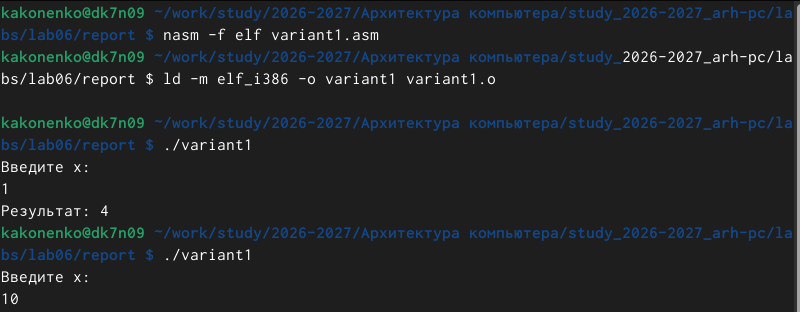 kakonenko@dk7n09 ~/work/study/2026-2027/Архитектура компьютера/study_2026-2027_arh-pc/la
bs/lab06/report $ nasm -f elf variant1.asm
kakonenko@dk7n09 ~/work/study/2026-2027/Архитектура компьютера/study_2026-2027_arh-pc/la
bs/lab06/report $ ld -m elf_i386 -o variant1 variant1.o
kakonenko@dk7n09 ~/work/study/2026-2027/Архитектура компьютера/study_2026-2027_arh-pc/la
bs/lab06/report $ ./variant1
Введите x:
1
Результат: 4
kakonenko@dk7n09 ~/work/study/2026-2027/Архитектура компьютера/study_2026-2027_arh-pc/la
bs/lab06/report $ ./variant1
Введите x:
10